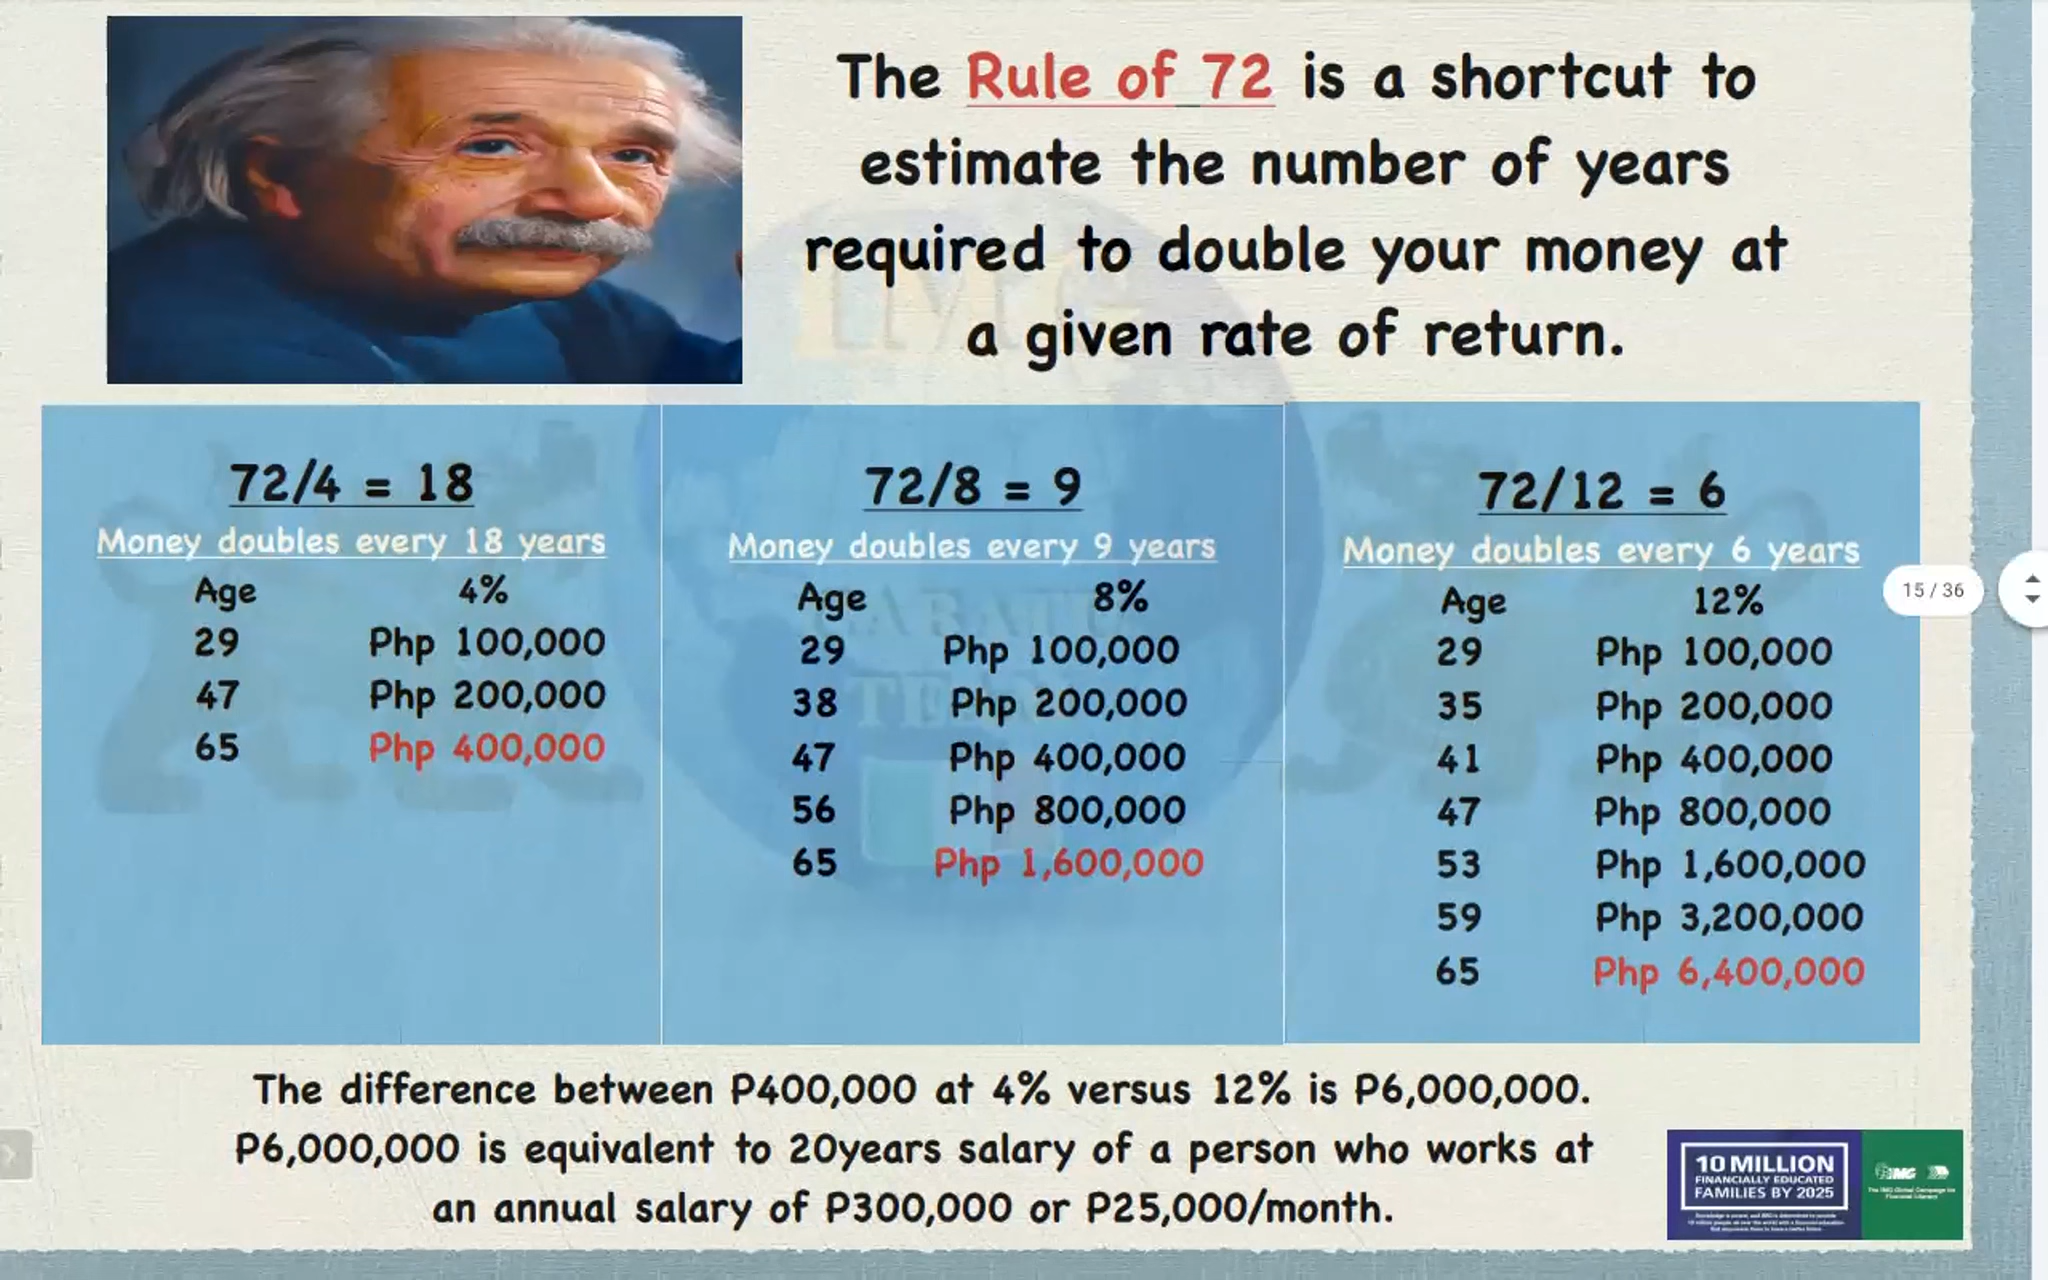 The Rule of 72 is a shortcut to
estimate the number of years
required to double your money at
a given rate of return.
72/4 = 18
Money doubles every 18 years
Age 4%
29 Php 100,000
47 Php 200,000
65 Php 400,000
72/8 = 9
Money doubles every 9 years
Age 8%
29 Php 100,000
38 Php 200,000
47 Php 400,000
56 Php 800,000
65 Php 1,600,000
72/12 = 6
Money doubles every 6 years
Age 12%
29 Php 100,000
35 Php 200,000
41 Php 400,000
47 Php 800,000
53 Php 1,600,000
59 Php 3,200,000
65 Php 6,400,000
15 / 36
The difference between P400,000 at 4% versus 12% is P6,000,000.
P6,000,000 is equivalent to 20years salary of a person who works at
an annual salary of P300,000 or P25,000/month.
10 MILLION
FINANCIALLY EDUCATED
FAMILIES BY 2025
IMG